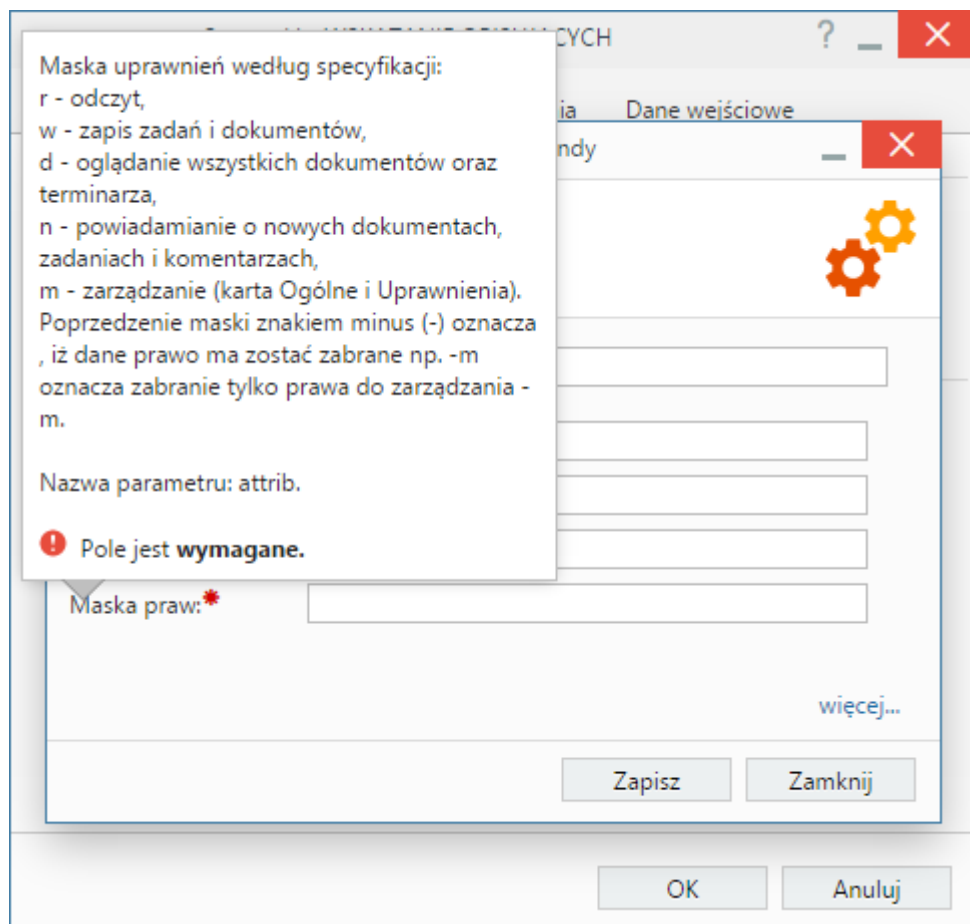 CYCH
?
Maska uprawnień według specyfikacji:
r - odczyt,
w - zapis zadań i dokumentów,
d - oglądanie wszystkich dokumentów oraz
terminarza,
n - powiadamianie o nowych dokumentach,
zadaniach i komentarzach,
m - zarządzanie (karta Ogólne i Uprawnienia).
Poprzedzenie maski znakiem minus (-) oznacza
, iż dane prawo ma zostać zabrane np. -m
oznacza zabranie tylko prawa do zarządzania -
m.
Nazwa parametru: attrib.
Pole jest wymagane.
ia Dane wejściowe
ndy
Maska praw:
więcej...
Zapisz Zamknij
OK Anuluj